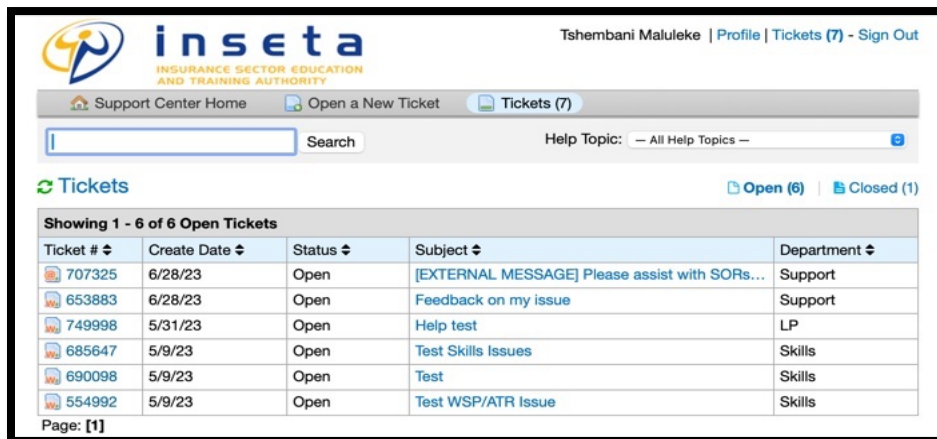 inseta
INSURANCE SECTOR EDUCATION
AND TRAINING AUTHORITY
Tshembani Maluleke | Profile | Tickets (7) - Sign Out
Support Center Home Open a New Ticket Tickets (7)
Search Help Topic: — All Help Topics —
Tickets Open (6) | Closed (1)
Showing 1 - 6 of 6 Open Tickets
Ticket # Create Date Status Subject Department
707325 6/28/23 Open [EXTERNAL MESSAGE] Please assist with SORs... Support
653883 6/28/23 Open Feedback on my issue Support
749998 5/31/23 Open Help test LP
685647 5/9/23 Open Test Skills Issues Skills
690098 5/9/23 Open Test Skills
554992 5/9/23 Open Test WSP/ATR Issue Skills
Page: [1]